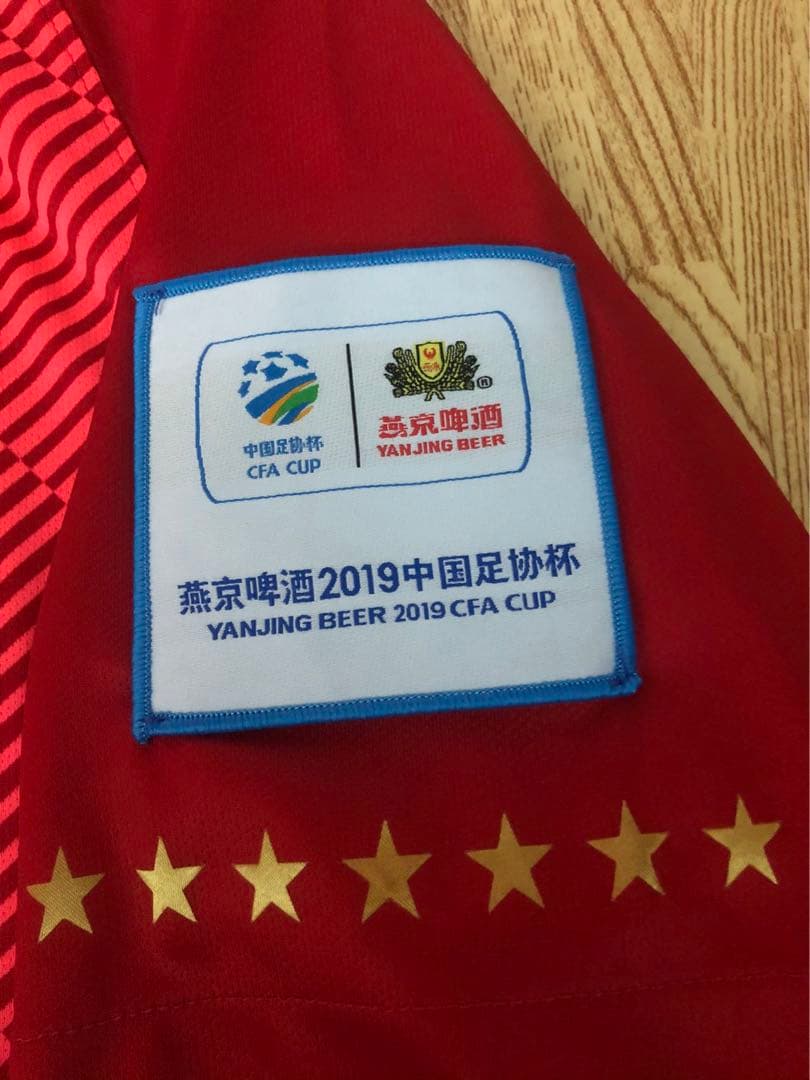 中国足协杯
CFA CUP
燕京啤酒
YANJING BEER
燕京啤酒2019中国足协杯
YANJING BEER 2019 CFA CUP